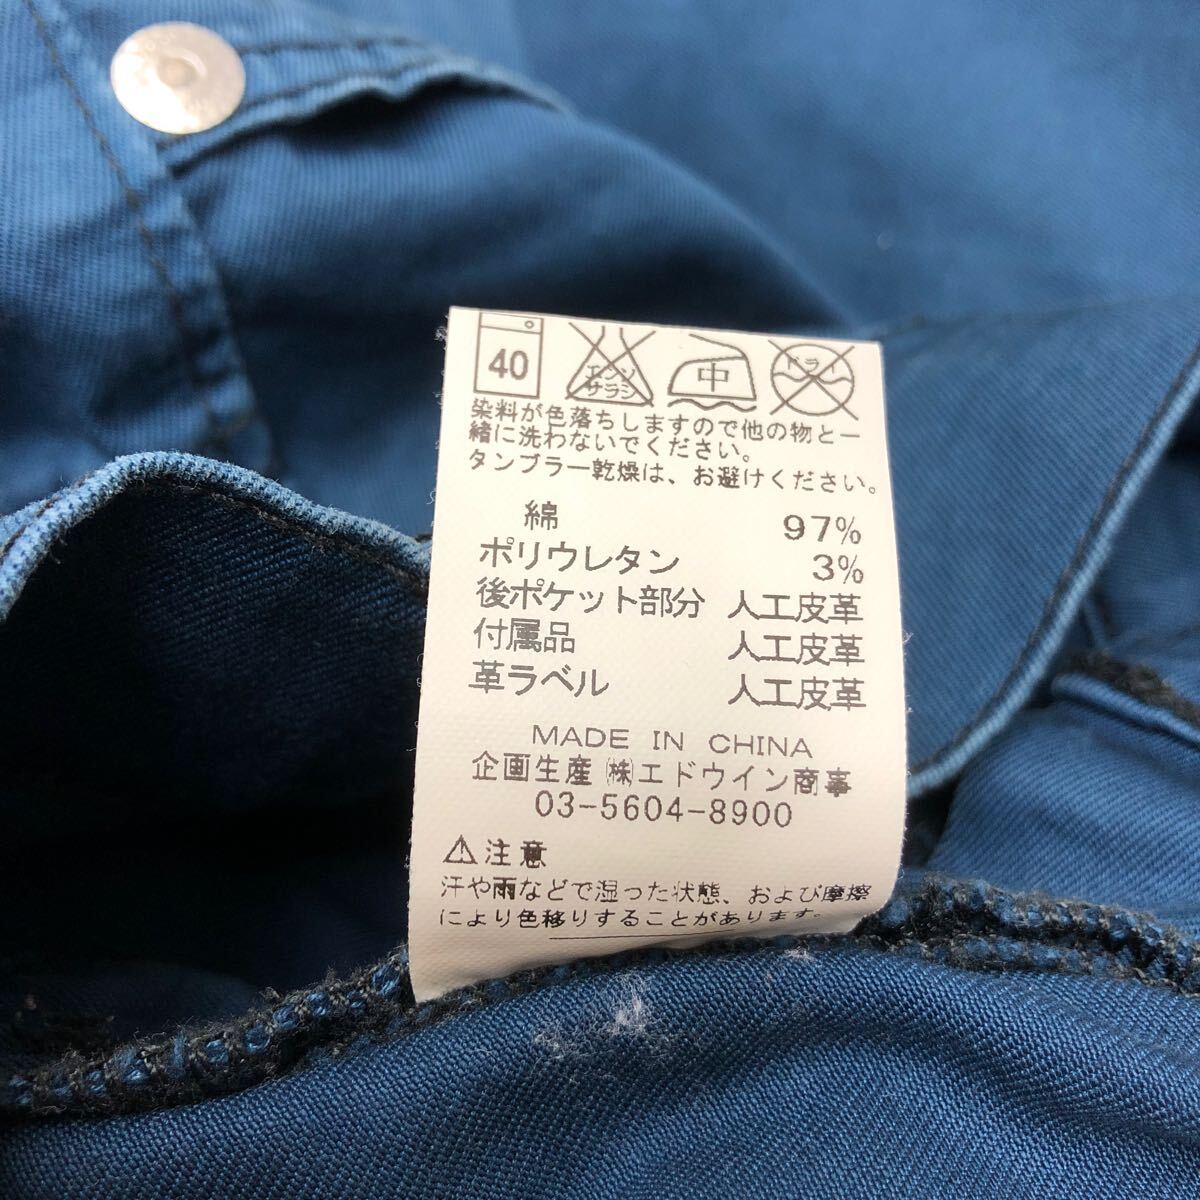 40
エンソ
サラシ
中
ドライ
染料が色落ちしますので他の物と一
緒に洗わないでください。
タンブラー乾燥は、お避けください。
綿 97%
ポリウレタン 3%
後ポケット部分 人工皮革
付属品 人工皮革
革ラベル 人工皮革
MADE IN CHINA
企画生産 ㈱エドウイン商事
03-5604-8900
⚠注意
汗や雨などで湿った状態、および摩擦
により色移りすることがあります。